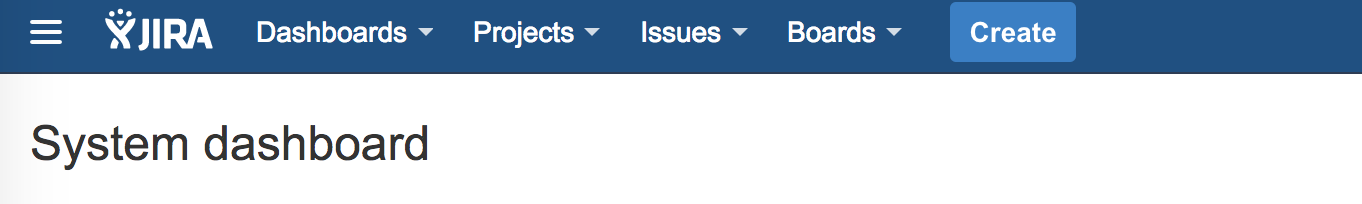 JIRA Dashboards Projects Issues Boards Create
System dashboard